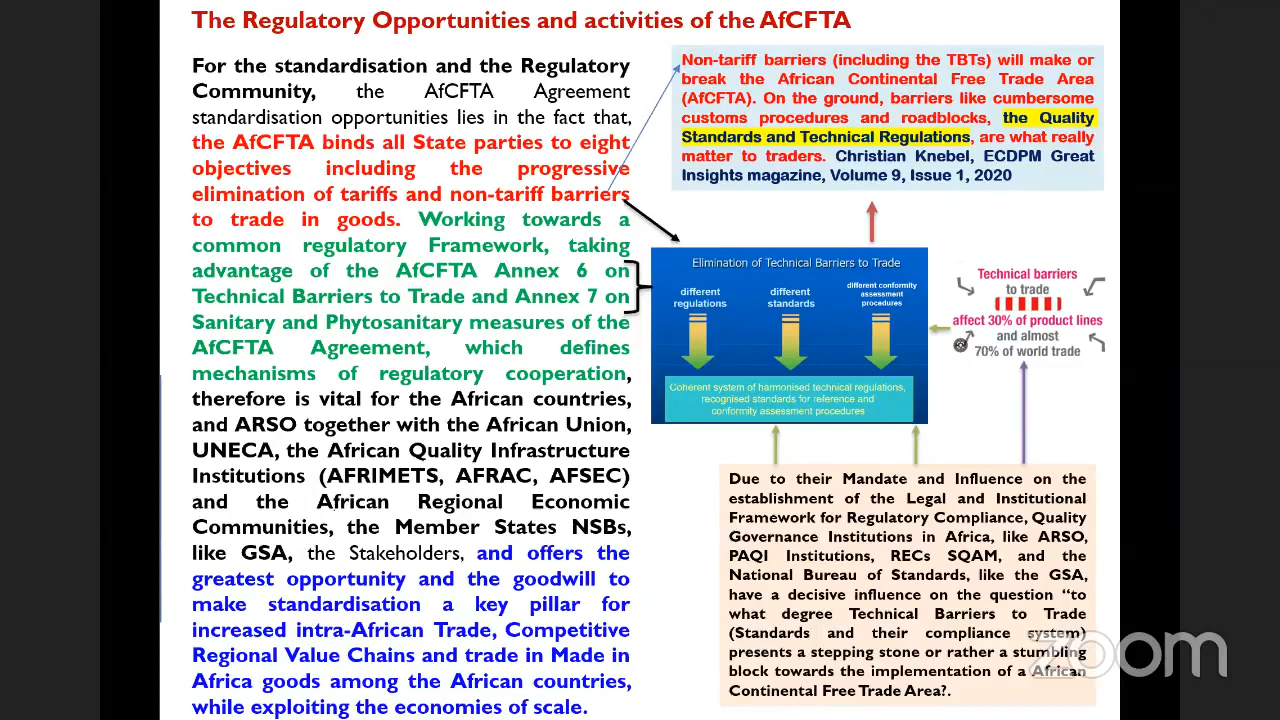 The Regulatory Opportunities and activities of the AfCFTA
For the standardisation and the Regulatory
Community, the AfCFTA Agreement
standardisation opportunities lies in the fact that,
the AfCFTA binds all State parties to eight
objectives including the progressive
elimination of tariffs and non-tariff barriers
to trade in goods. Working towards a
common regulatory Framework, taking
advantage of the AfCFTA Annex 6 on
Technical Barriers to Trade and Annex 7 on
Sanitary and Phytosanitary measures of the
AfCFTA Agreement, which defines
mechanisms of regulatory cooperation,
therefore is vital for the African countries,
and ARSO together with the African Union,
UNECA, the African Quality Infrastructure
Institutions (AFRIMETS, AFRAC, AFSEC)
and the African Regional Economic
Communities, the Member States NSBs,
like GSA, the Stakeholders, and offers the
greatest opportunity and the goodwill to
make standardisation a key pillar for
increased intra-African Trade, Competitive
Regional Value Chains and trade in Made in
Africa goods among the African countries,
while exploiting the economies of scale.
Non-tariff barriers (including the TBTs) will make or
break the African Continental Free Trade Area
(AfCFTA). On the ground, barriers like cumbersome
customs procedures and roadblocks, the Quality
Standards and Technical Regulations, are what really
matter to traders. Christian Knebel, ECDPM Great
Insights magazine, Volume 9, Issue 1, 2020
Elimination of Technical Barriers to Trade
different
regulations
different
standards
different conformity
assessment
procedures
Coherent system of harmonised technical regulations,
recognised standards for reference and
conformity assessment procedures
Technical barriers
to trade
affect 30% of product lines
and almost
70% of world trade
Due to their Mandate and Influence on the
establishment of the Legal and Institutional
Framework for Regulatory Compliance, Quality
Governance Institutions in Africa, like ARSO,
PAQI Institutions, RECs SQAM, and the
National Bureau of Standards, like the GSA,
have a decisive influence on the question “to
what degree Technical Barriers to Trade
(Standards and their compliance system)
presents a stepping stone or rather a stumbling
block towards the implementation of a African
Continental Free Trade Area?.
zoom